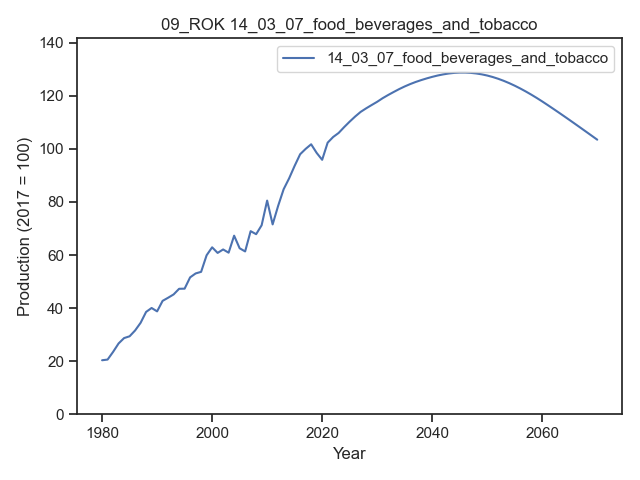 09_ROK 14_03_07_food_beverages_and_tobacco
14_03_07_food_beverages_and_tobacco
Production (2017 = 100)
140
120
100
80
60
40
20
0
1980 2000 2020 2040 2060
Year